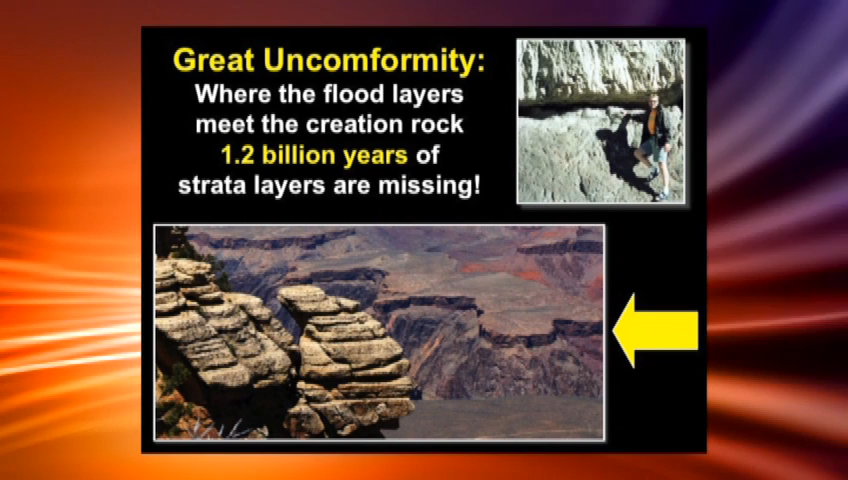 Great Uncomformity:
Where the flood layers
meet the creation rock
1.2 billion years of
strata layers are missing!